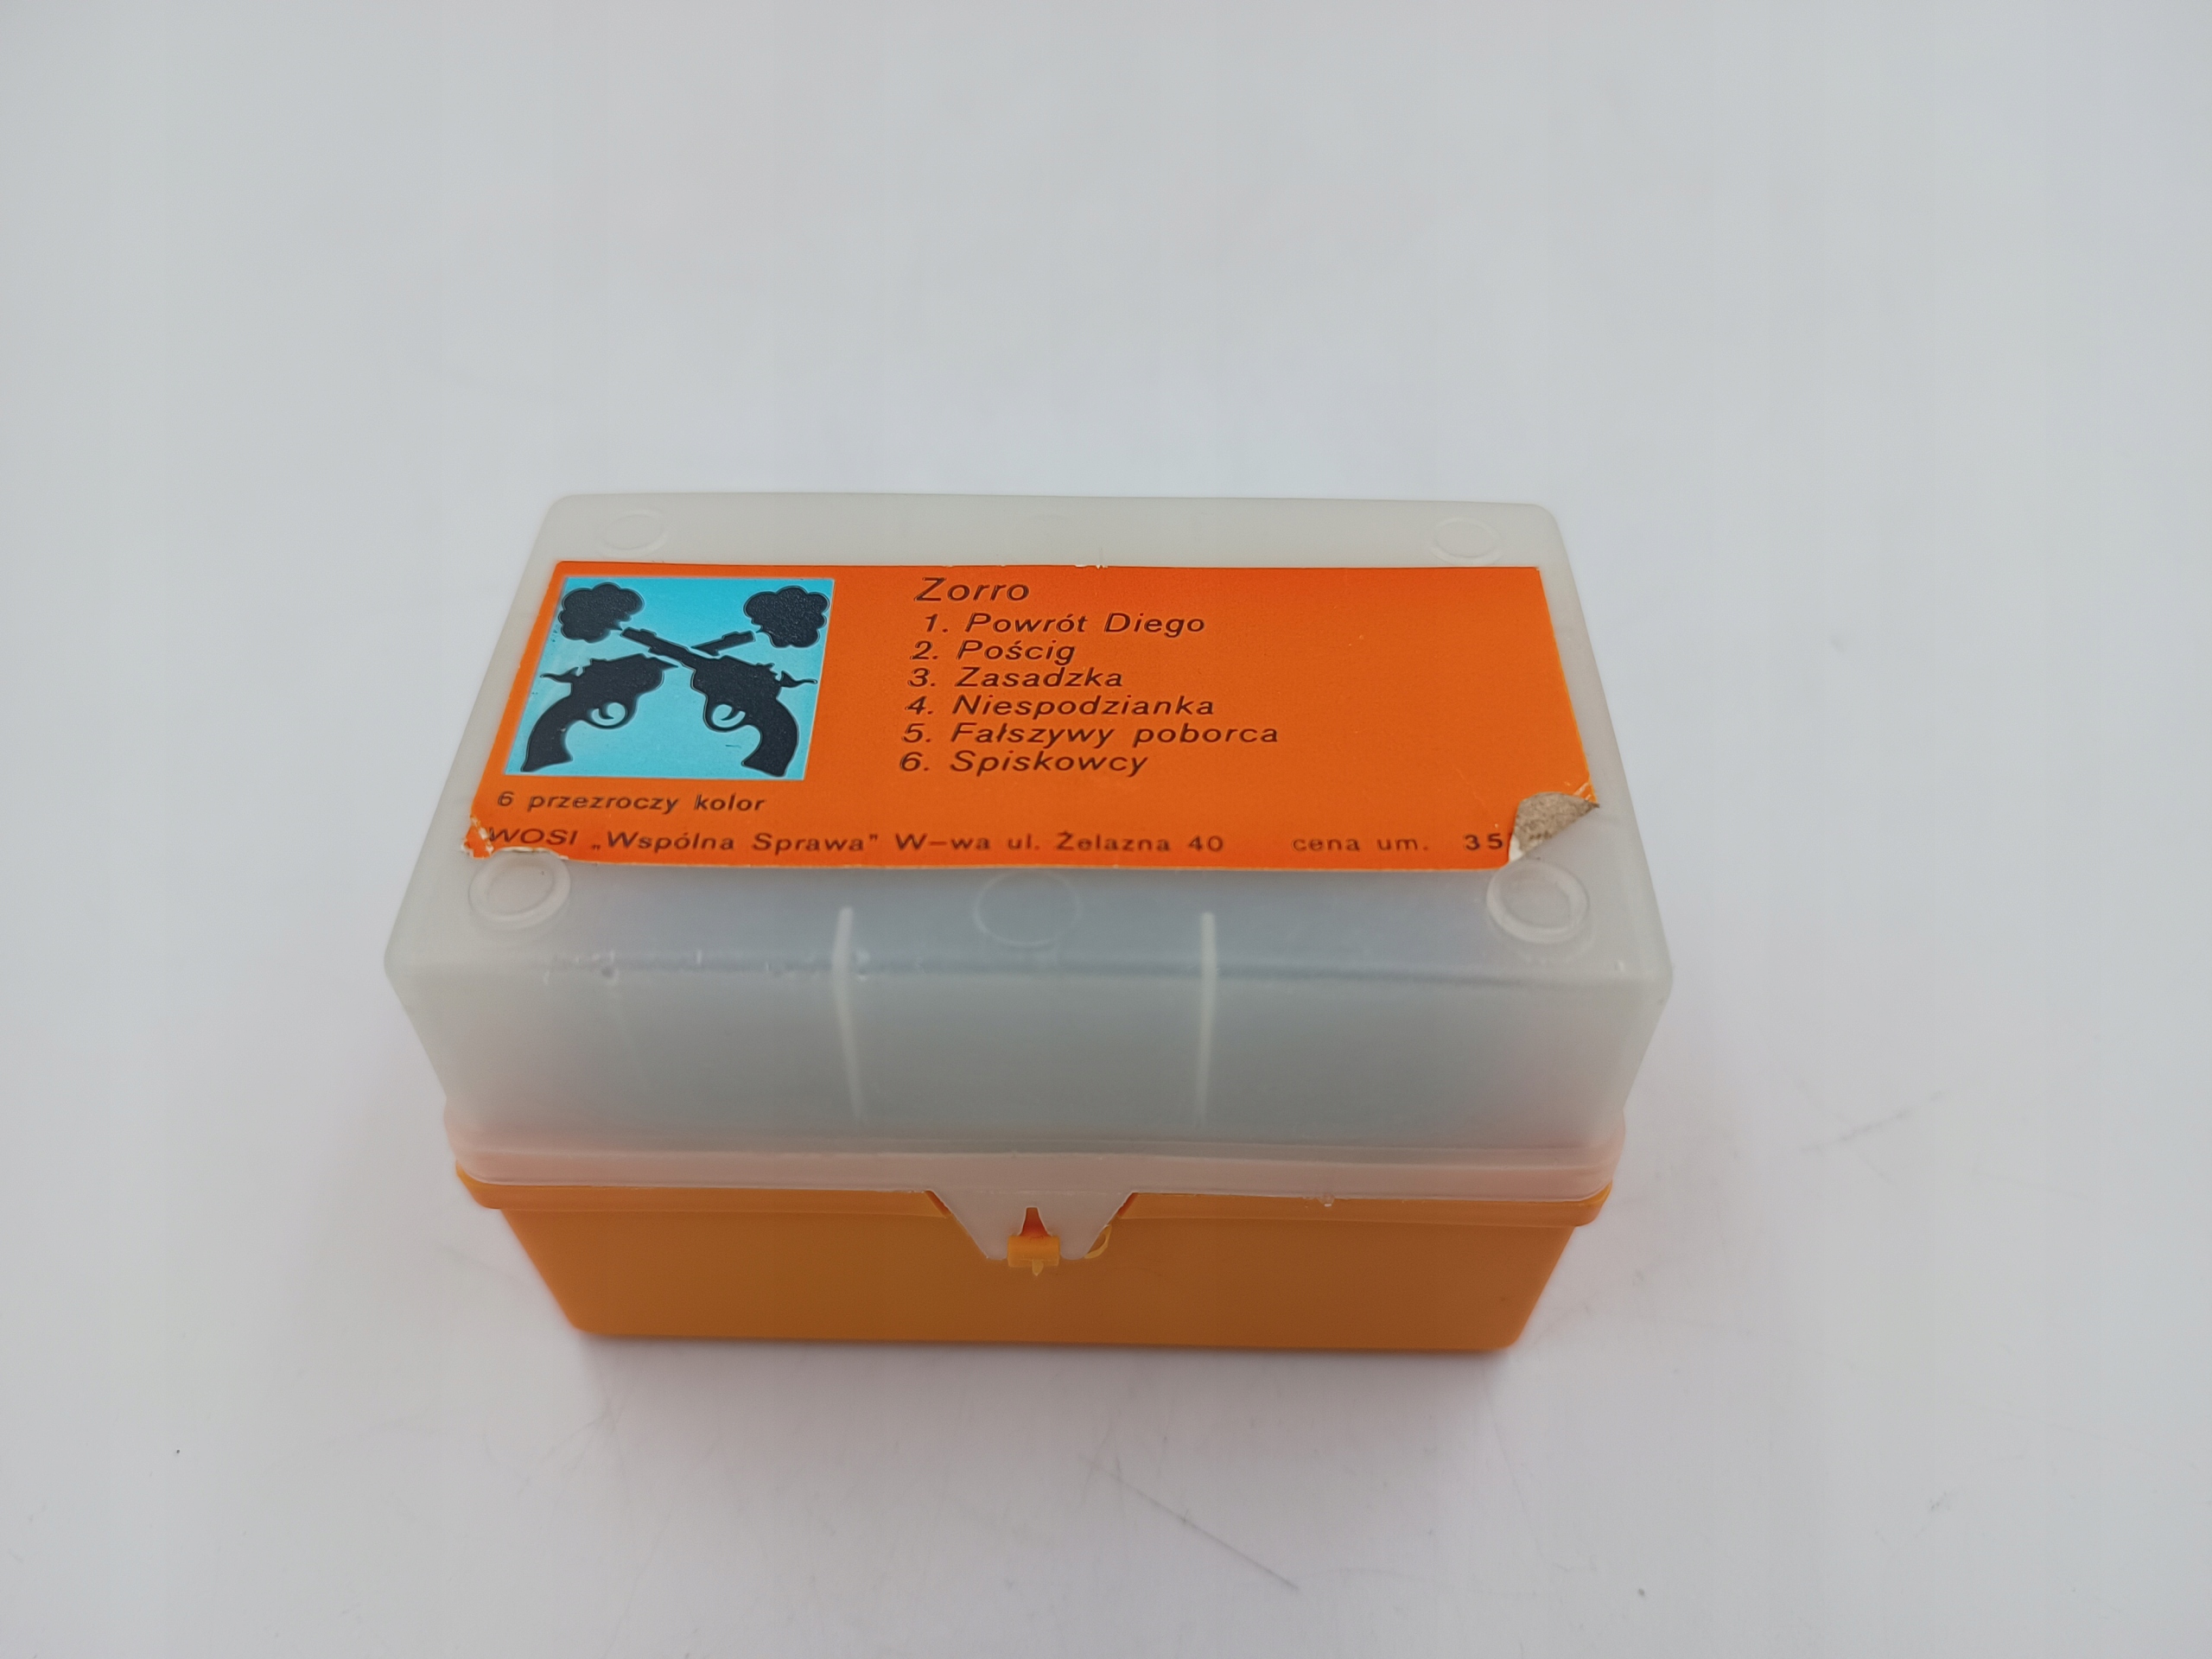 Zorro
1. Powrót Diego
2. Pościg
3. Zasadzka
4. Niespodzianka
5. Fałszywy poborca
6. Spiskowcy
6 przezroczy kolor
WOSI „Wspólna Sprawa” W-wa ul. Żelazna 40 cena um. 35